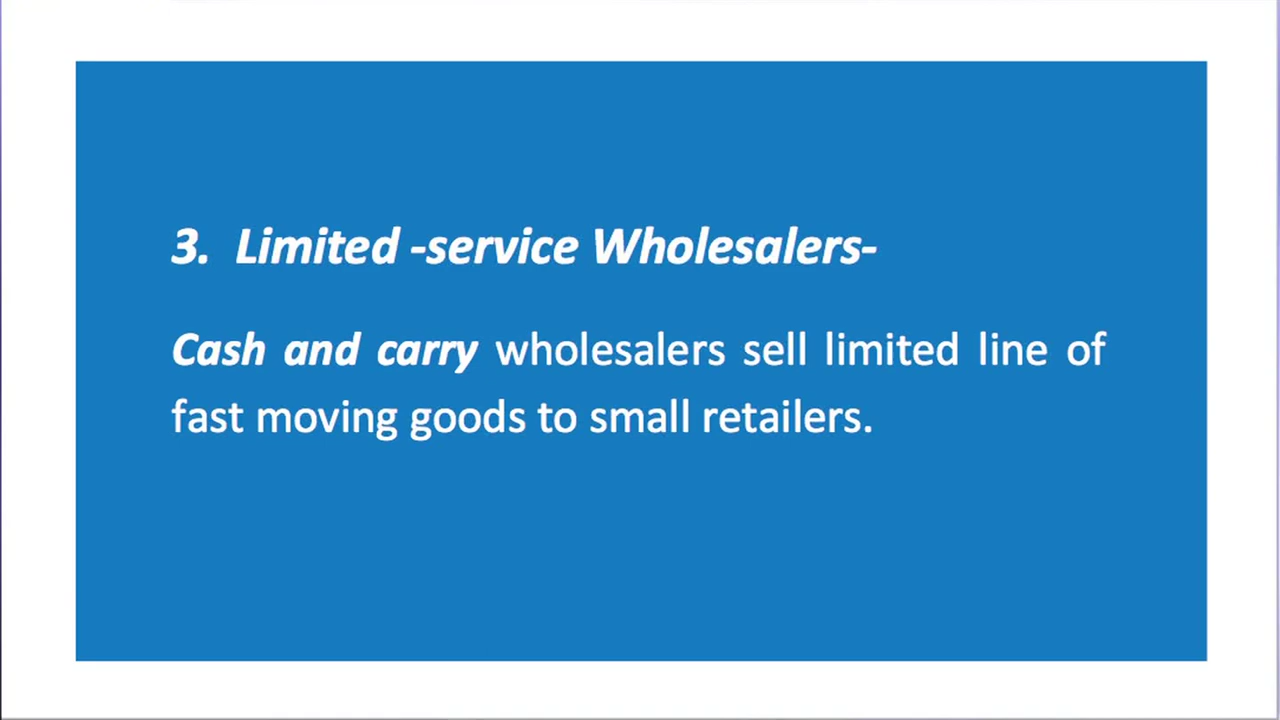 3. Limited -service Wholesalers-
Cash and carry wholesalers sell limited line of
fast moving goods to small retailers.